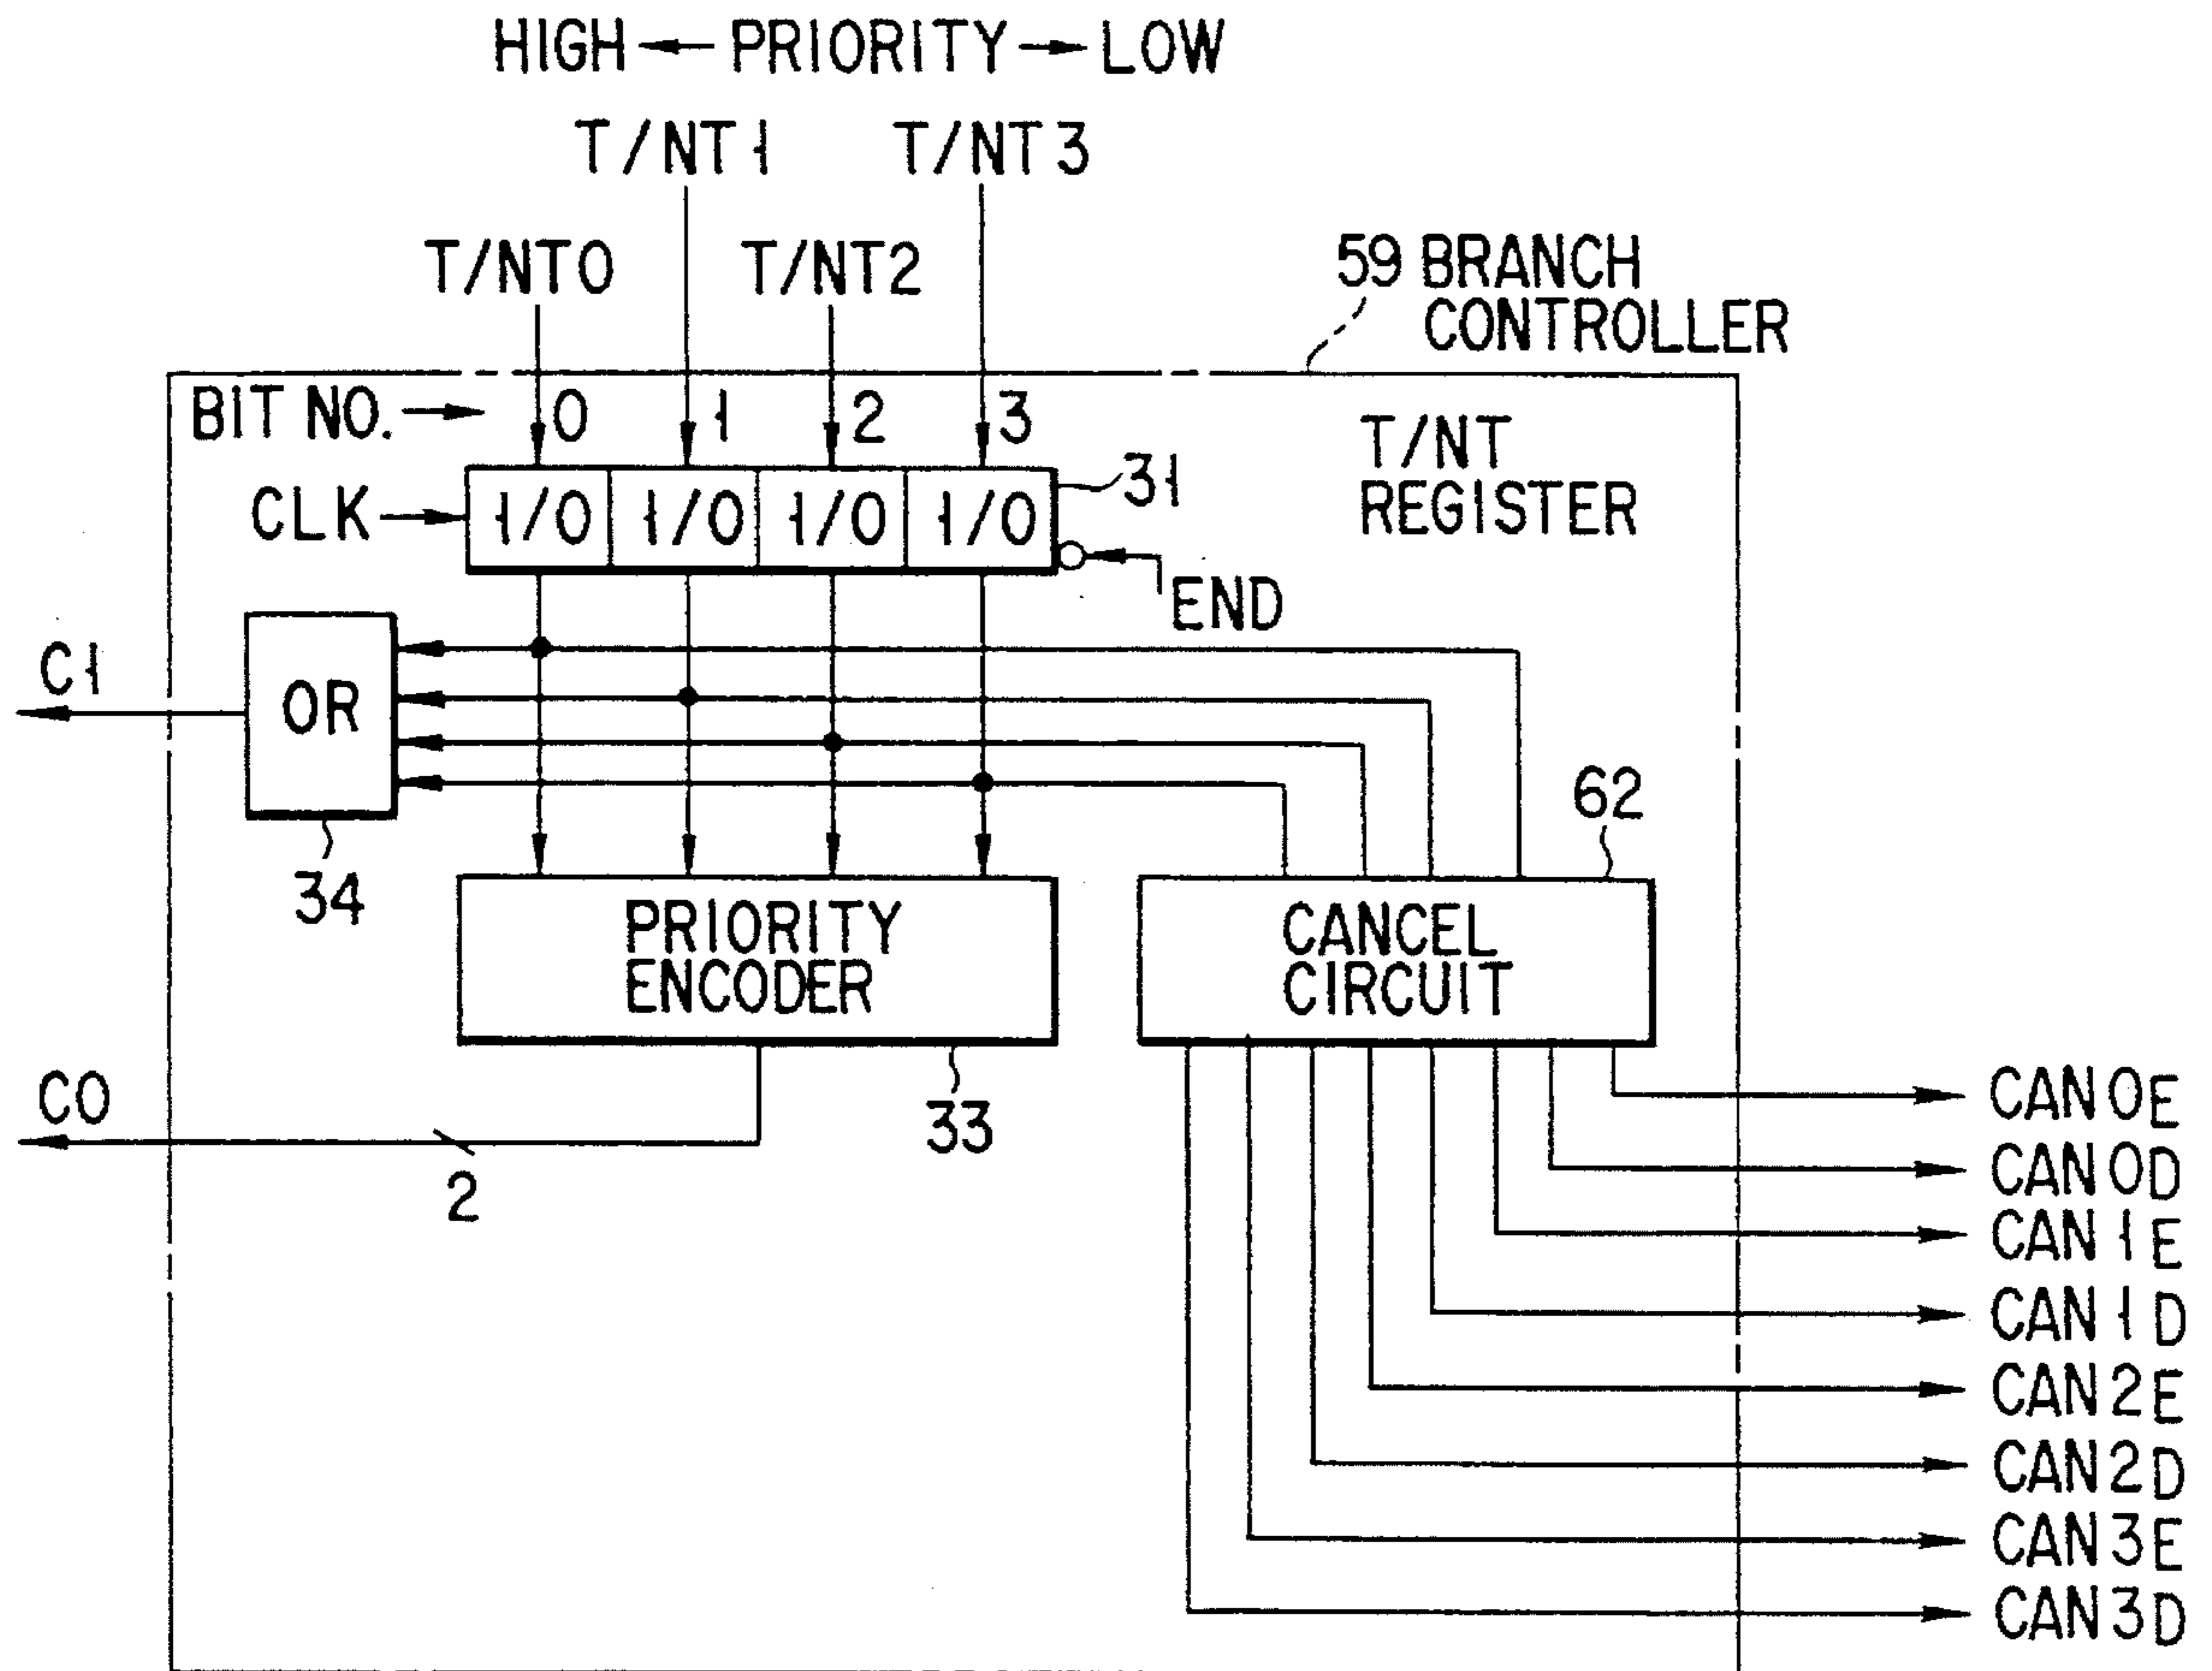 HIGH ← PRIORITY → LOW
T/NT1 T/NT3
T/NT0 T/NT2
59 BRANCH
CONTROLLER
BIT NO. → 0 1 2 3
T/NT
REGISTER
CLK 1/0 1/0 1/0 1/0 31
END
C1
OR
34
62
PRIORITY
ENCODER
CANCEL
CIRCUIT
C0
2
33
CAN0E
CAN0D
CAN1E
CAN1D
CAN2E
CAN2D
CAN3E
CAN3D